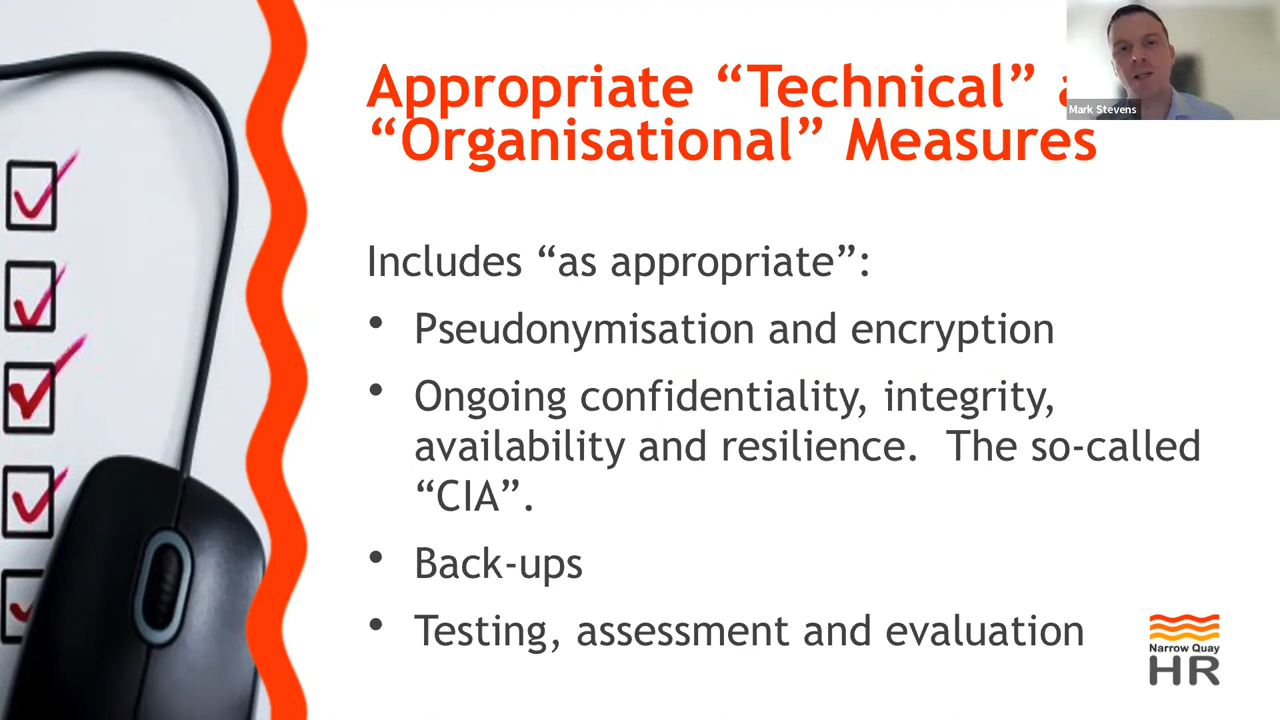 Appropriate “Technical”
“Organisational” Measures
Mark Stevens
Includes “as appropriate”:
• Pseudonymisation and encryption
• Ongoing confidentiality, integrity,
availability and resilience. The so-called
“CIA”.
• Back-ups
• Testing, assessment and evaluation
Narrow Quay
HR